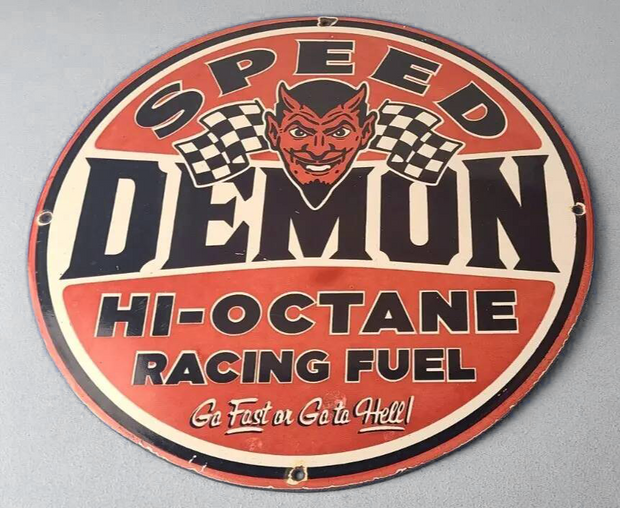 SPEED
DEMON
HI-OCTANE
RACING FUEL
Go Fast or Go to Hell!